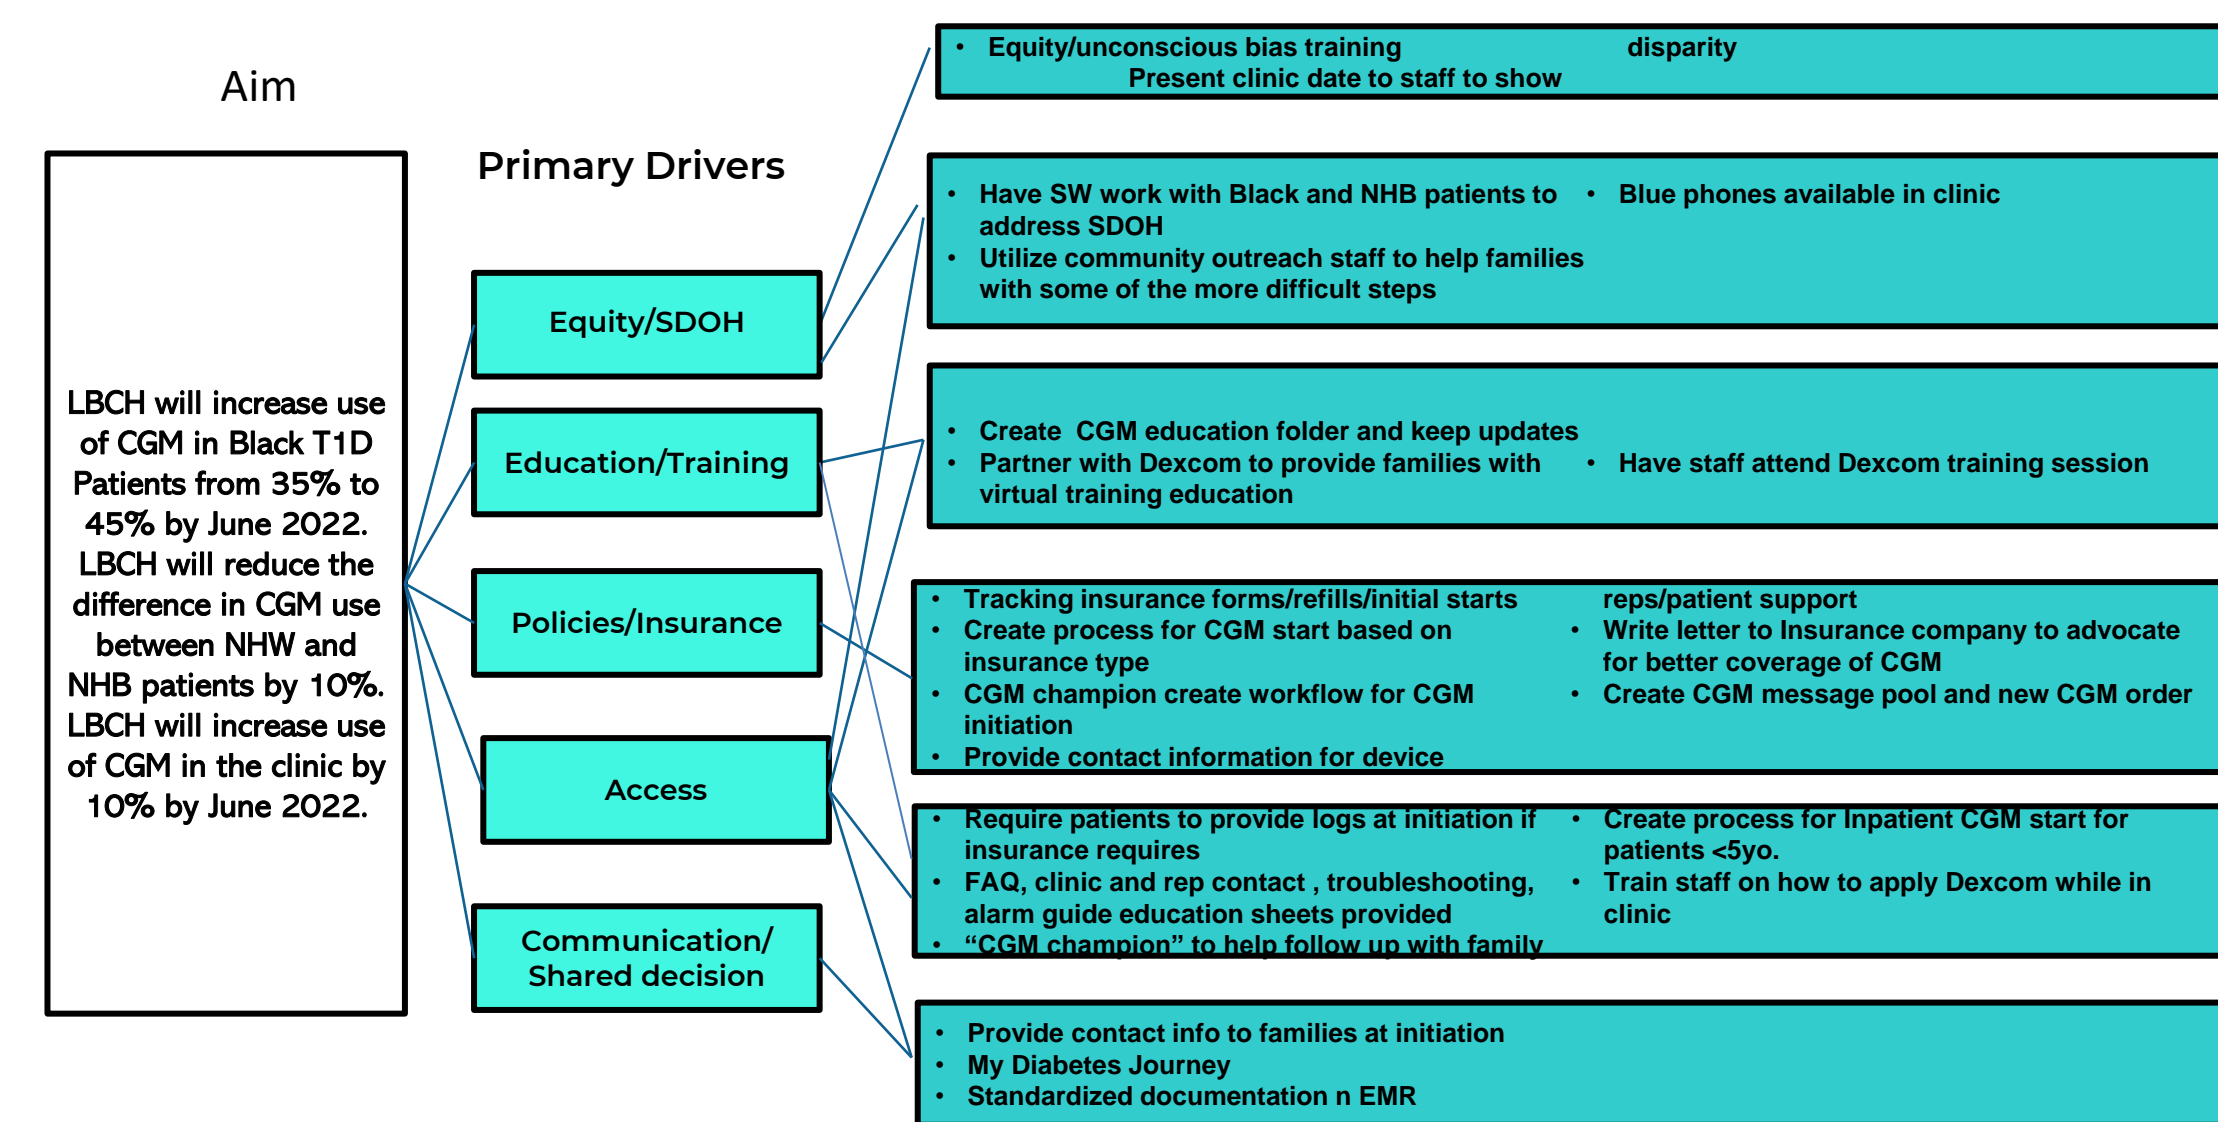 Aim
LBCH will increase use
of CGM in Black T1D
Patients from 35% to
45% by June 2022.
LBCH will reduce the
difference in CGM use
between NHW and
NHB patients by 10%.
LBCH will increase use
of CGM in the clinic by
10% by June 2022.
Primary Drivers
Equity/SDOH
Education/Training
Policies/Insurance
Access
Communication/
Shared decision
• Equity/unconscious bias training
Present clinic date to staff to show
disparity
• Have SW work with Black and NHB patients to
address SDOH
• Utilize community outreach staff to help families
with some of the more difficult steps
• Blue phones available in clinic
• Create CGM education folder and keep updates
• Partner with Dexcom to provide families with
virtual training education
• Have staff attend Dexcom training session
• Tracking insurance forms/refills/initial starts
• Create process for CGM start based on
insurance type
• CGM champion create workflow for CGM
initiation
• Provide contact information for device
reps/patient support
• Write letter to Insurance company to advocate
for better coverage of CGM
• Create CGM message pool and new CGM order
• Require patients to provide logs at initiation if
insurance requires
• FAQ, clinic and rep contact , troubleshooting,
alarm guide education sheets provided
• “CGM champion” to help follow up with family
• Create process for Inpatient CGM start for
patients <5yo.
• Train staff on how to apply Dexcom while in
clinic
• Provide contact info to families at initiation
• My Diabetes Journey
• Standardized documentation n EMR